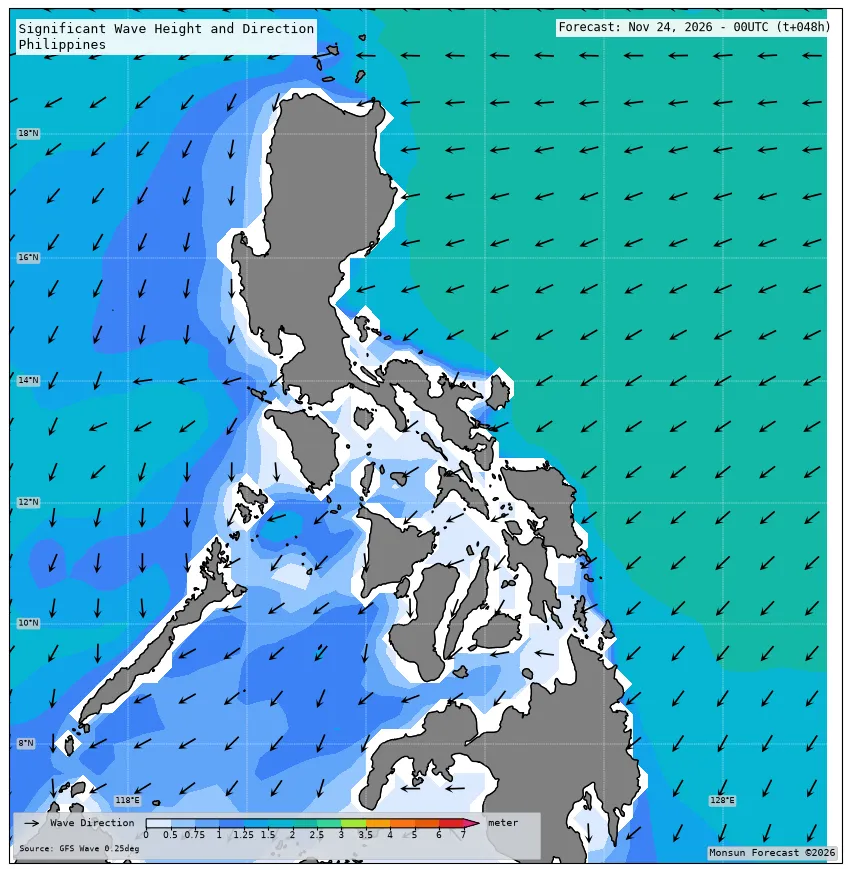 Significant Wave Height and Direction
Philippines
Forecast: Nov 24, 2026 - 00UTC (t+048h)
18°N
16°N
14°N
12°N
10°N
8°N
118°E
128°E
Wave Direction
0 0.5 0.75 1 1.25 1.5 2 2.5 3 3.5 4 5 6 7
meter
Source: GFS Wave 0.25deg
Monsun Forecast ©2026